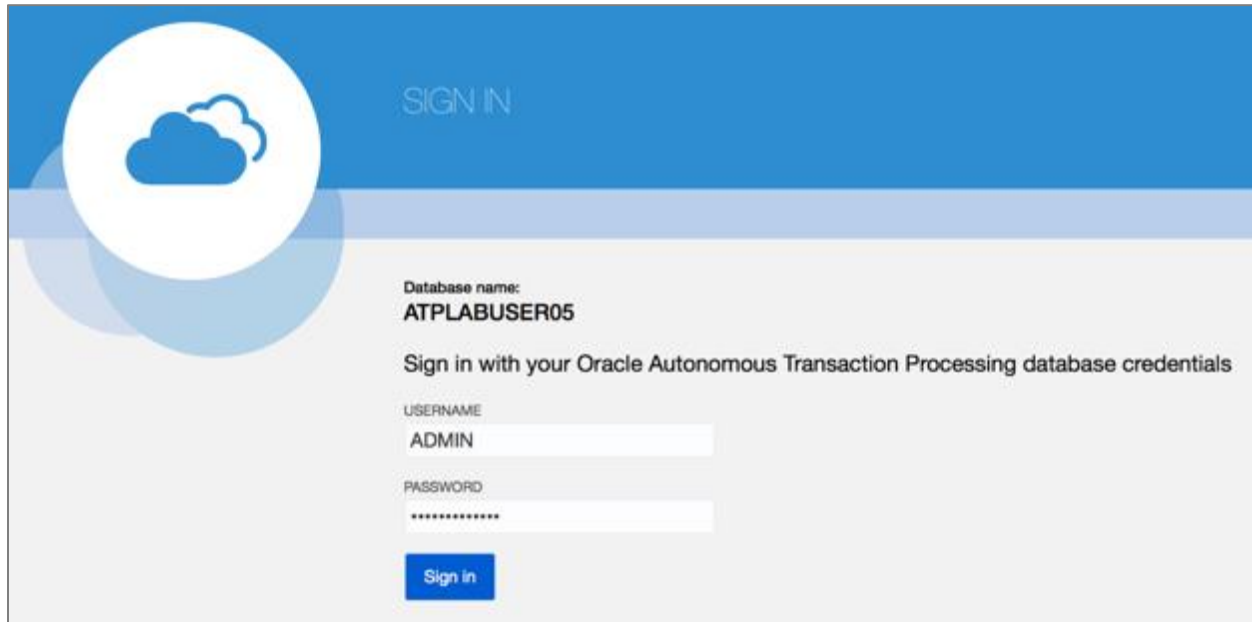 SIGN IN
Database name:
ATPLABUSER05
Sign in with your Oracle Autonomous Transaction Processing database credentials
USERNAME
ADMIN
PASSWORD
•••••••••••••
Sign in